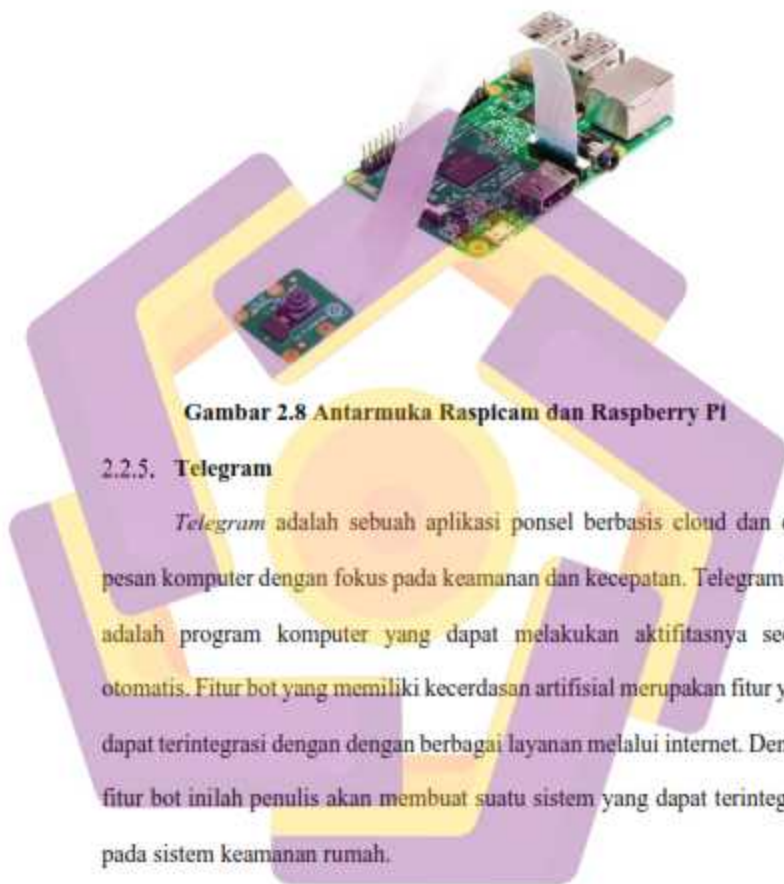 Gambar 2.8 Antarmuka Raspicam dan Raspberry Pi
2.2.5. Telegram
Telegram adalah sebuah aplikasi ponsel berbasis cloud dan
pesan komputer dengan fokus pada keamanan dan kecepatan. Telegram
adalah program komputer yang dapat melakukan aktifitasnya
otomatis. Fitur bot yang memiliki kecerdasan artifisial merupakan fitur
dapat terintegrasi dengan dengan berbagai layanan melalui internet.
fitur bot inilah penulis akan membuat suatu sistem yang dapat
pada sistem keamanan rumah.